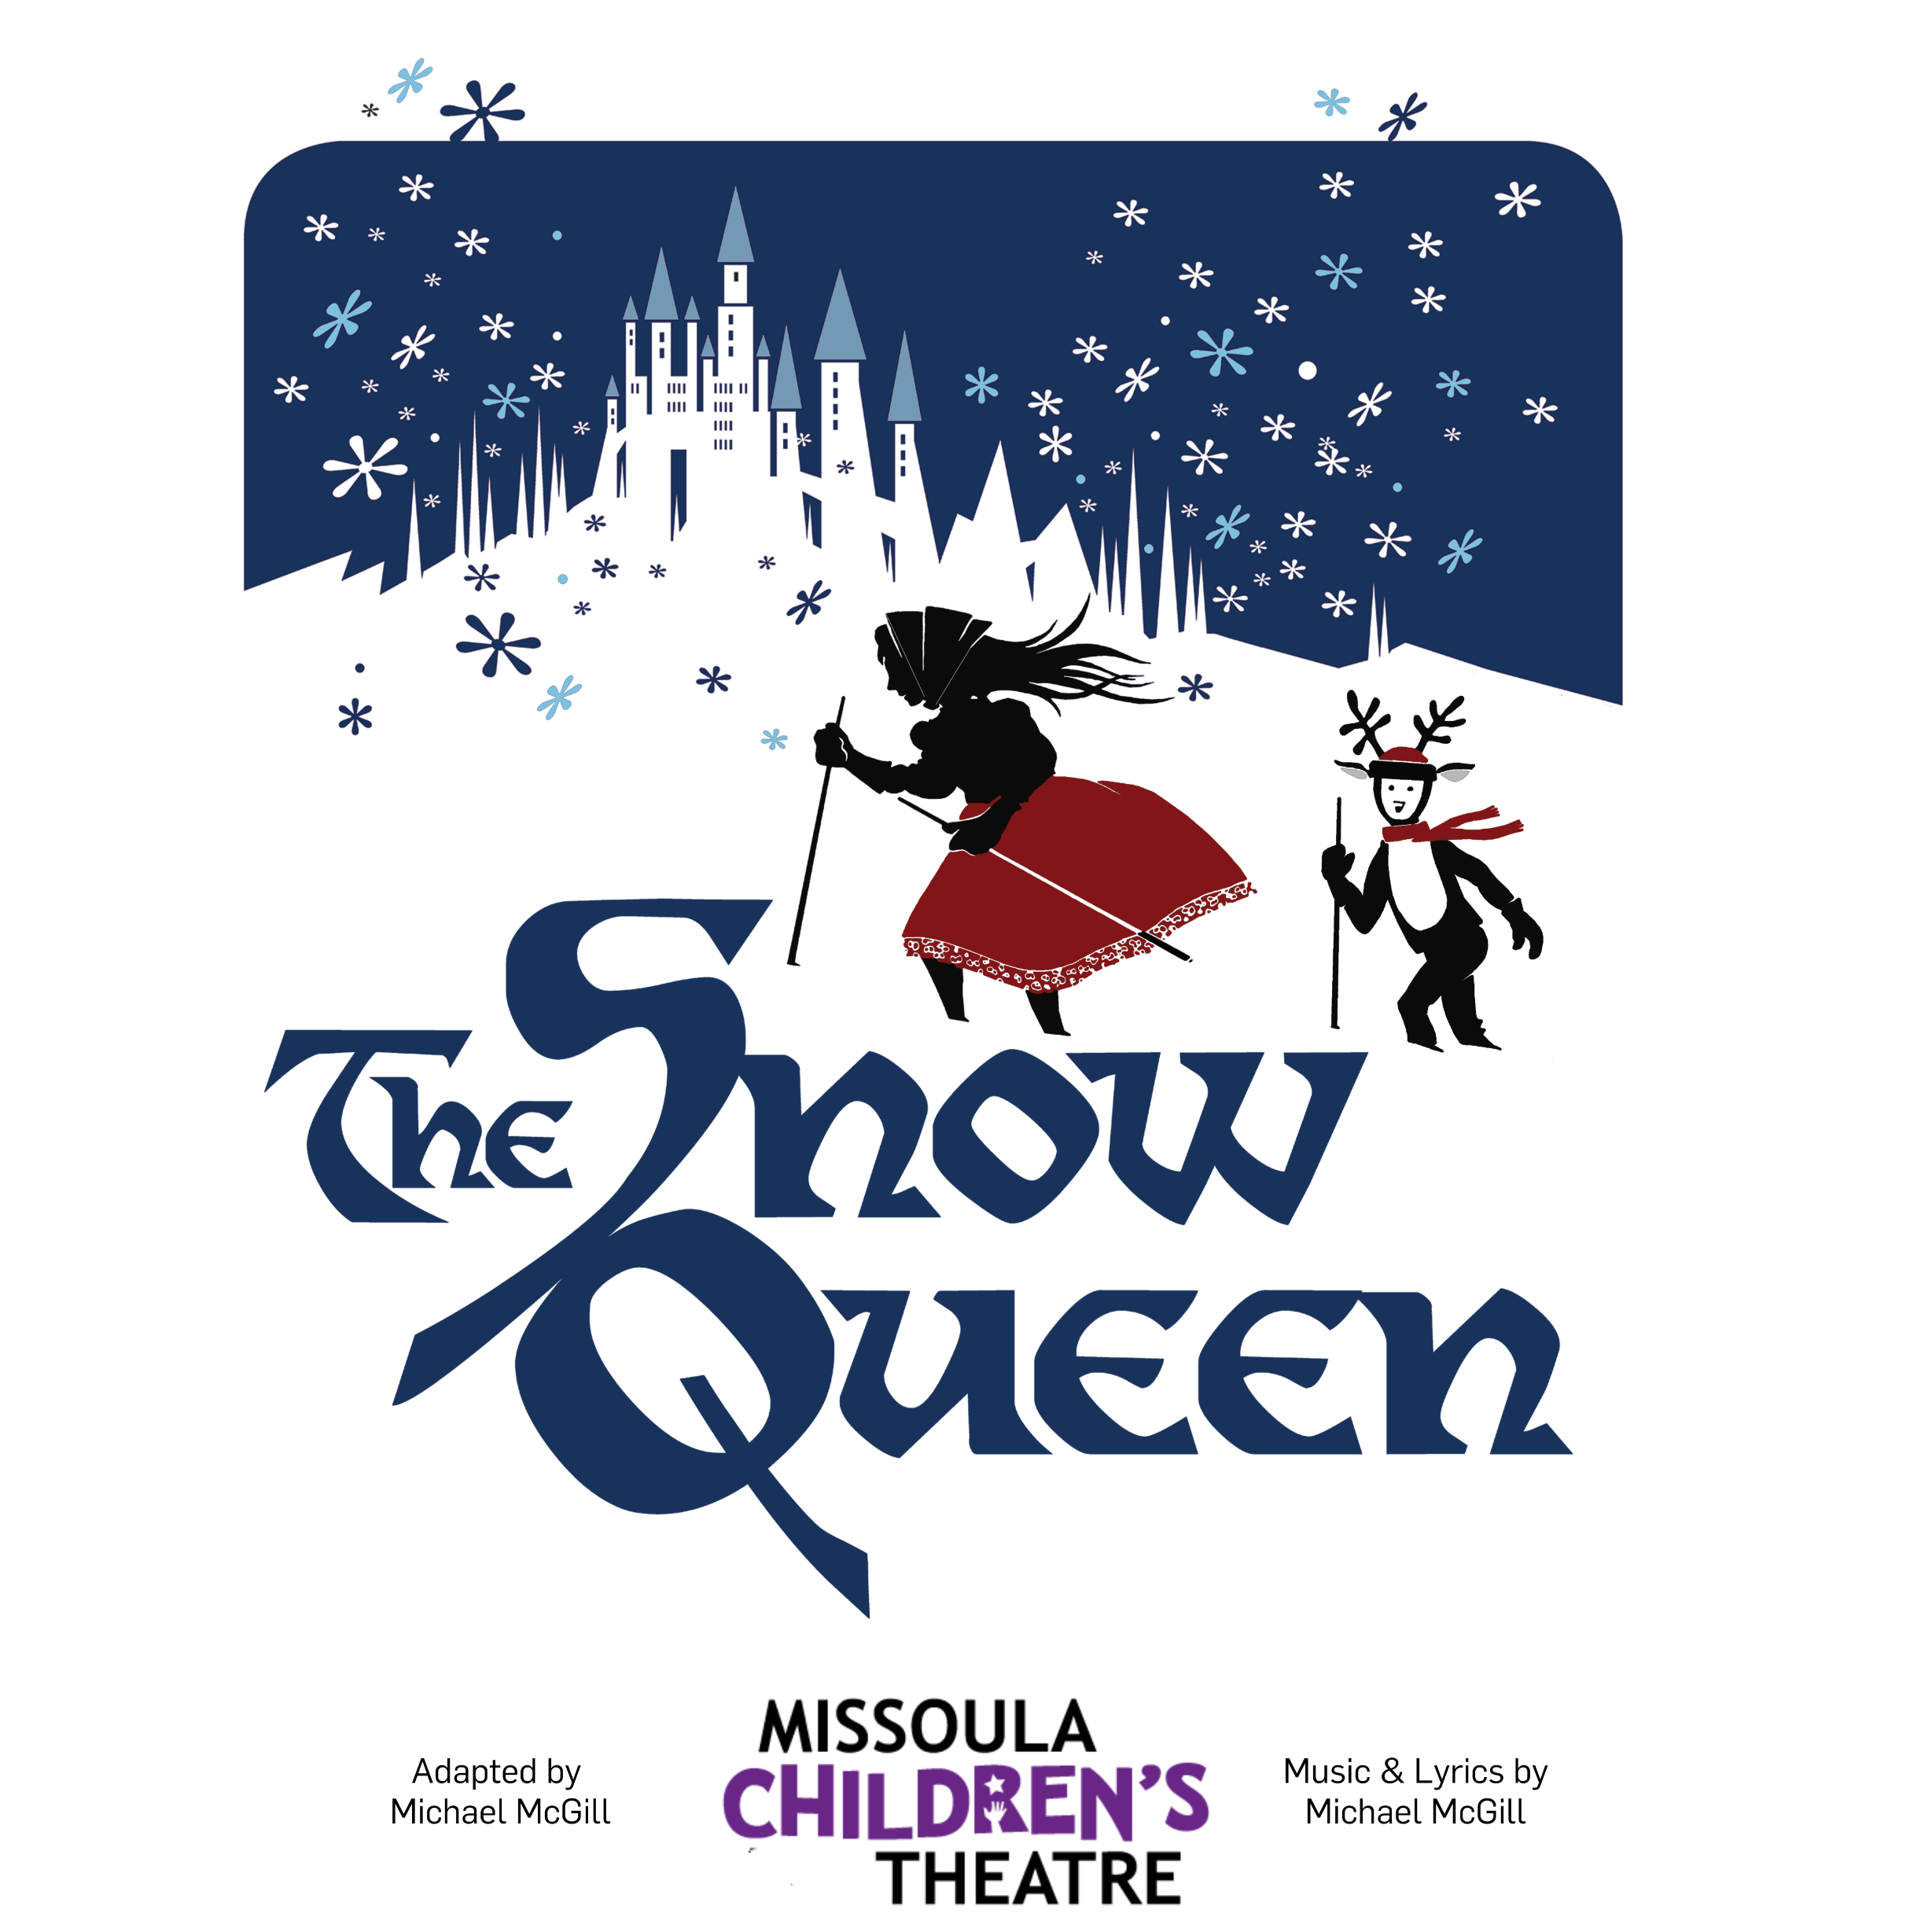 The Snow
Queen
MISSOULA
CHILDREN'S
THEATRE
Adapted by
Michael McGill
Music & Lyrics by
Michael McGill